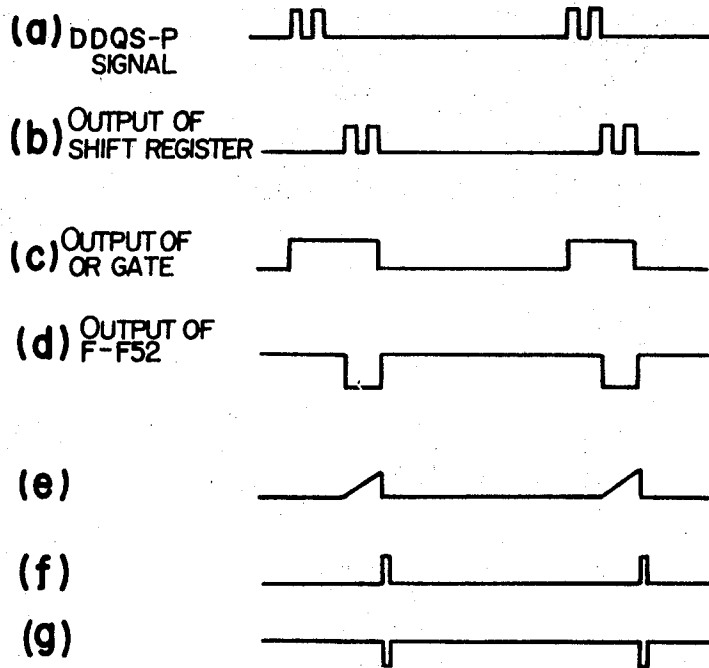 (a) DDQS-P
SIGNAL
(b) OUTPUT OF
SHIFT REGISTER
(c) OUTPUT OF
OR GATE
(d) OUTPUT OF
F-F52
(e)
(f)
(g)